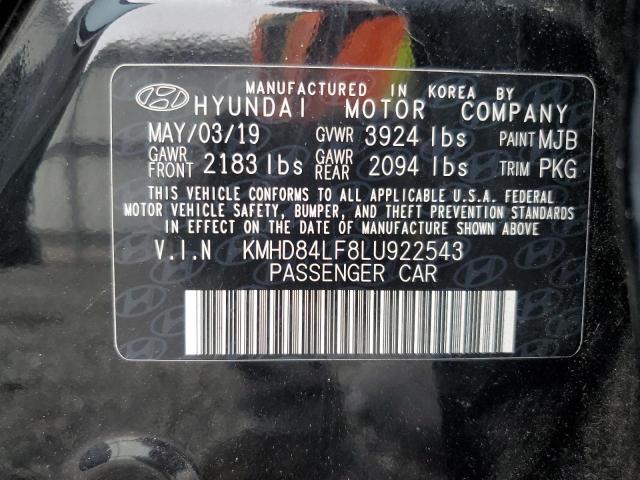 MANUFACTURED IN KOREA BY
HYUNDAI MOTOR COMPANY
MAY/03/19 GVWR 3924 lbs PAINT MJB
GAWR FRONT 2183 lbs GAWR REAR 2094 lbs TRIM PKG
THIS VEHICLE CONFORMS TO ALL APPLICABLE U.S.A. FEDERAL
MOTOR VEHICLE SAFETY, BUMPER, AND THEFT PREVENTION STANDARDS
IN EFFECT ON THE DATE OF MANUFACTURE SHOWN ABOVE
V.I.N KMHD84LF8LU922543
PASSENGER CAR